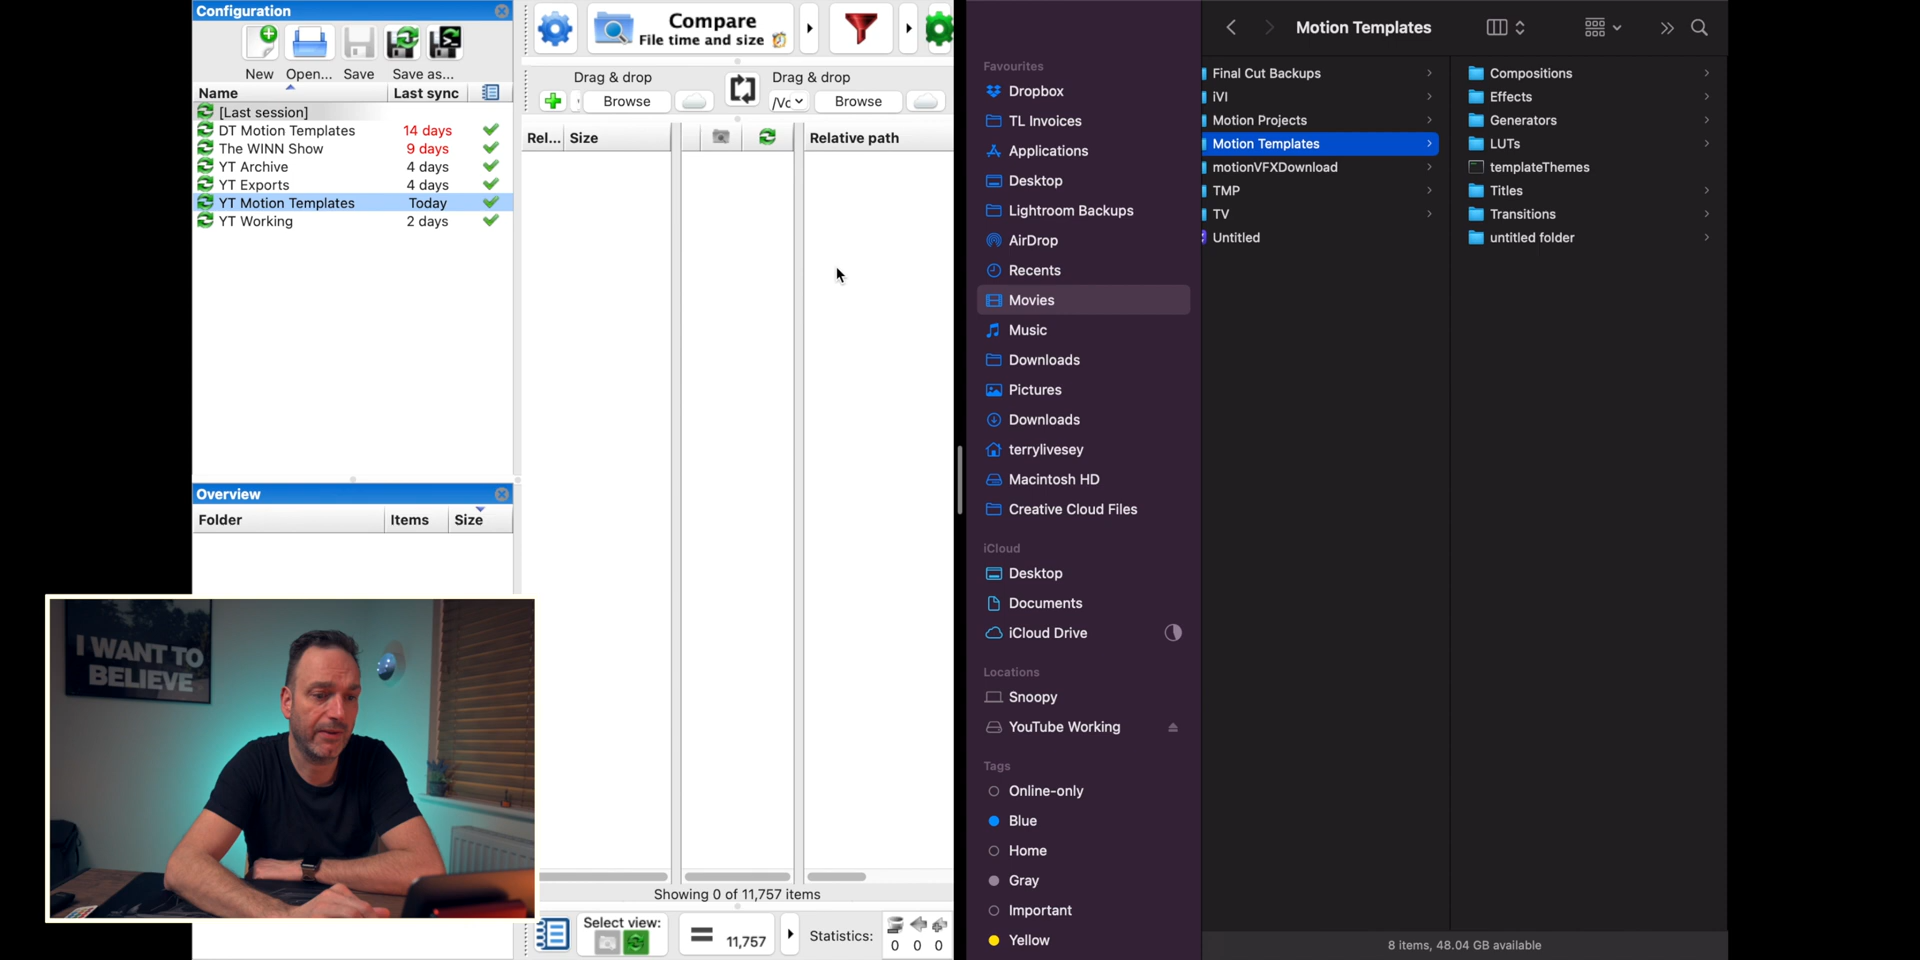 Configuration
New Open... Save Save as...
Name Last sync
[Last session]
DT Motion Templates 14 days
The WINN Show 9 days
YT Archive 4 days
YT Exports 4 days
YT Motion Templates Today
YT Working 2 days
Overview
Folder Items Size
I WANT TO
BELIEVE
Compare
File time and size
Drag & drop Drag & drop
Browse /Vc Browse
Rel... Size Relative path
Showing 0 of 11,757 items
Select view:
11,757
Statistics:
0 0 0
Favourites
Dropbox
TL Invoices
Applications
Desktop
Lightroom Backups
AirDrop
Recents
Movies
Music
Downloads
Pictures
Downloads
terrylivesey
Macintosh HD
Creative Cloud Files
iCloud
Desktop
Documents
iCloud Drive
Locations
Snoopy
YouTube Working
Tags
Online-only
Blue
Home
Gray
Important
Yellow
Motion Templates
Final Cut Backups
iVI
Motion Projects
Motion Templates
motionVFXDownload
TMP
TV
Untitled
Compositions
Effects
Generators
LUTs
templateThemes
Titles
Transitions
untitled folder
8 items, 48.04 GB available